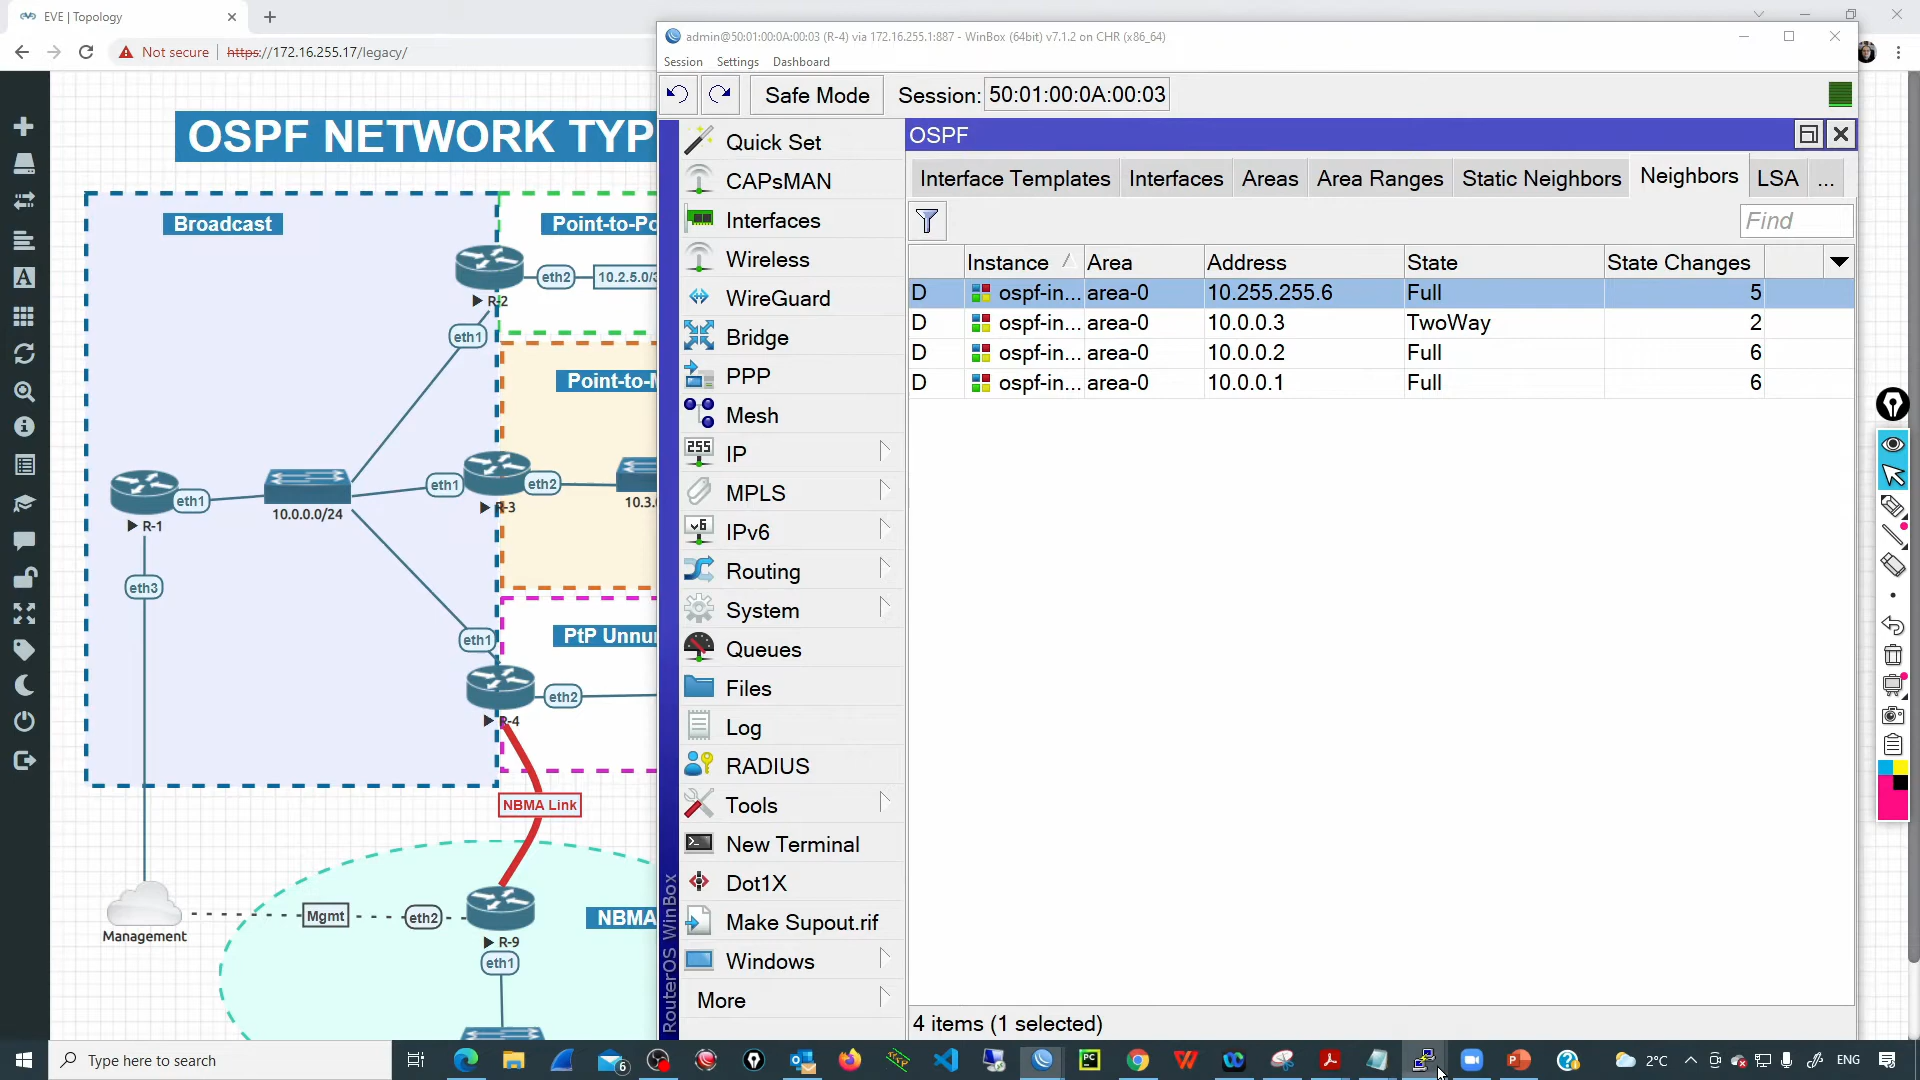 EVE | Topology
Not secure https://172.16.255.17/legacy/
admin@50:01:00:0A:00:03 (R-4) via 172.16.255.1:887 - WinBox (64bit) v7.1.2 on CHR (x86_64)
Session Settings Dashboard
Safe Mode Session: 50:01:00:0A:00:03
OSPF NETWORK TYP
Broadcast
Point-to-Po
R-2
eth2
10.2.5.0/3
eth1
Point-to-M
R-1
eth1
10.0.0.0/24
eth1
eth2
R-3
10.3.
eth3
PtP Unnu
eth1
eth2
R-4
NBMA Link
Management
Mgmt
eth2
NBMA
R-9
eth1
RouterOS WinBox
Quick Set
CAPsMAN
Interfaces
Wireless
WireGuard
Bridge
PPP
Mesh
255
IP
MPLS
v6
IPv6
Routing
System
Queues
Files
Log
RADIUS
Tools
New Terminal
Dot1X
Make Supout.rif
Windows
More
OSPF
Interface Templates Interfaces Areas Area Ranges Static Neighbors Neighbors LSA ...
Find
Instance Area Address State State Changes
D ospf-in... area-0 10.255.255.6 Full 5
D ospf-in... area-0 10.0.0.3 TwoWay 2
D ospf-in... area-0 10.0.0.2 Full 6
D ospf-in... area-0 10.0.0.1 Full 6
4 items (1 selected)
Type here to search
6
PC
2°C
ENG